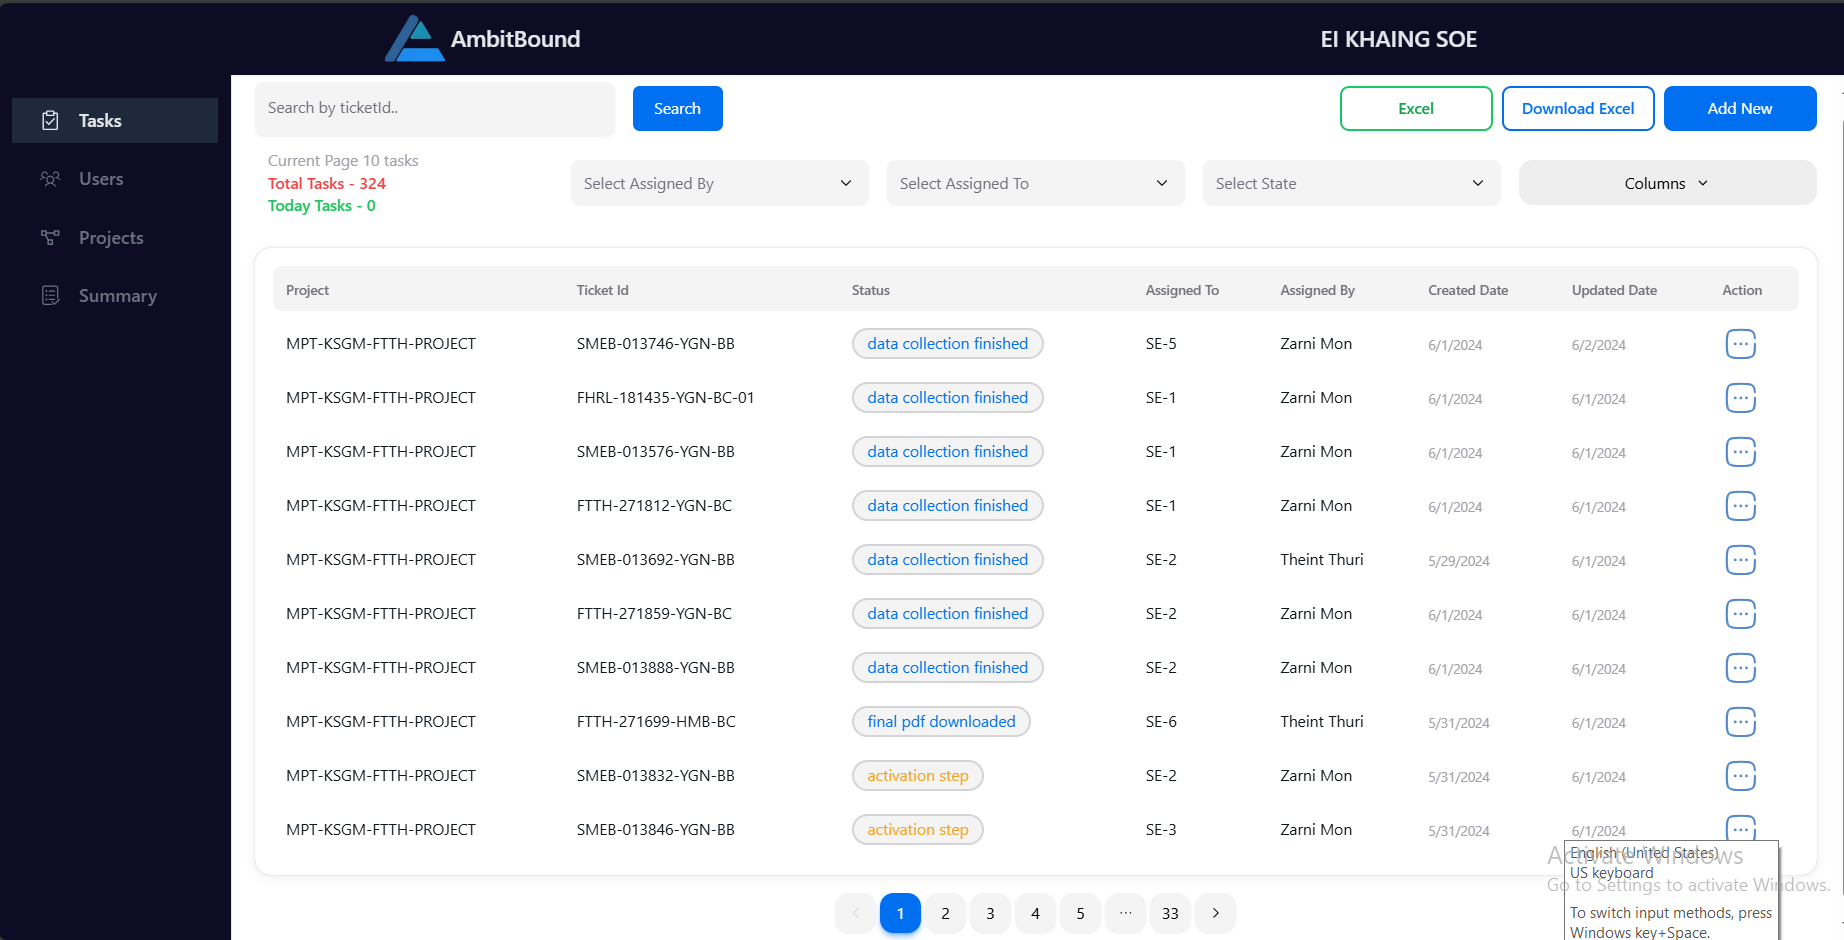 AmbitBound
EI KHAING SOE
Tasks
Users
Projects
Summary
Search by ticketId..
Search
Excel
Download Excel
Add New
Current Page 10 tasks
Total Tasks - 324
Today Tasks - 0
Select Assigned By
Select Assigned To
Select State
Columns
Project Ticket Id Status Assigned To Assigned By Created Date Updated Date Action
MPT-KSGM-FTTH-PROJECT SMEB-013746-YGN-BB data collection finished SE-5 Zarni Mon 6/1/2024 6/2/2024
MPT-KSGM-FTTH-PROJECT FHRL-181435-YGN-BC-01 data collection finished SE-1 Zarni Mon 6/1/2024 6/1/2024
MPT-KSGM-FTTH-PROJECT SMEB-013576-YGN-BB data collection finished SE-1 Zarni Mon 6/1/2024 6/1/2024
MPT-KSGM-FTTH-PROJECT FTTH-271812-YGN-BC data collection finished SE-1 Zarni Mon 6/1/2024 6/1/2024
MPT-KSGM-FTTH-PROJECT SMEB-013692-YGN-BB data collection finished SE-2 Theint Thuri 5/29/2024 6/1/2024
MPT-KSGM-FTTH-PROJECT FTTH-271859-YGN-BC data collection finished SE-2 Zarni Mon 6/1/2024 6/1/2024
MPT-KSGM-FTTH-PROJECT SMEB-013888-YGN-BB data collection finished SE-2 Zarni Mon 6/1/2024 6/1/2024
MPT-KSGM-FTTH-PROJECT FTTH-271699-HMB-BC final pdf downloaded SE-6 Theint Thuri 5/31/2024 6/1/2024
MPT-KSGM-FTTH-PROJECT SMEB-013832-YGN-BB activation step SE-2 Zarni Mon 5/31/2024 6/1/2024
MPT-KSGM-FTTH-PROJECT SMEB-013846-YGN-BB activation step SE-3 Zarni Mon 5/31/2024 6/1/2024
1 2 3 4 5 ... 33
Activate Windows
Go to Settings to activate Windows.
English (United States)
US keyboard
To switch input methods, press
Windows key+Space.